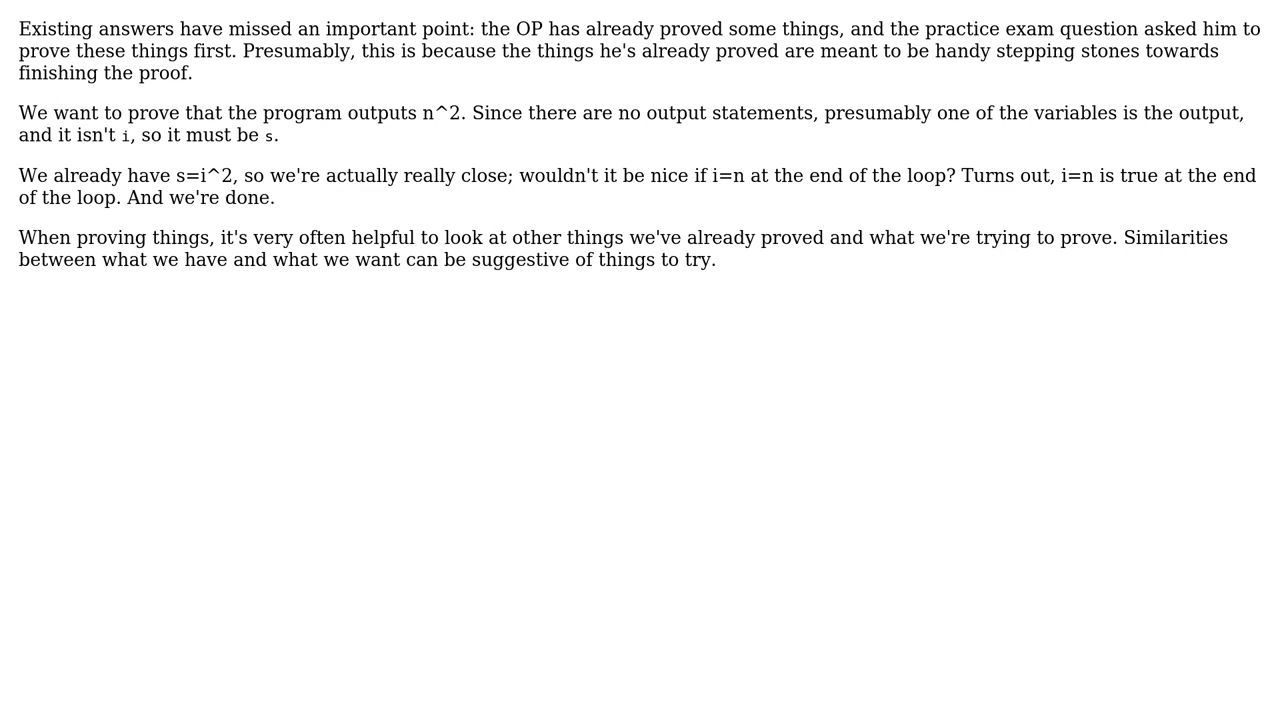 Existing answers have missed an important point: the OP has already proved some things, and the practice exam question asked him to
prove these things first. Presumably, this is because the things he's already proved are meant to be handy stepping stones towards
finishing the proof.
We want to prove that the program outputs n^2. Since there are no output statements, presumably one of the variables is the output,
and it isn't i, so it must be s.
We already have s=i^2, so we're actually really close; wouldn't it be nice if i=n at the end of the loop? Turns out, i=n is true at the end
of the loop. And we're done.
When proving things, it's very often helpful to look at other things we've already proved and what we're trying to prove. Similarities
between what we have and what we want can be suggestive of things to try.